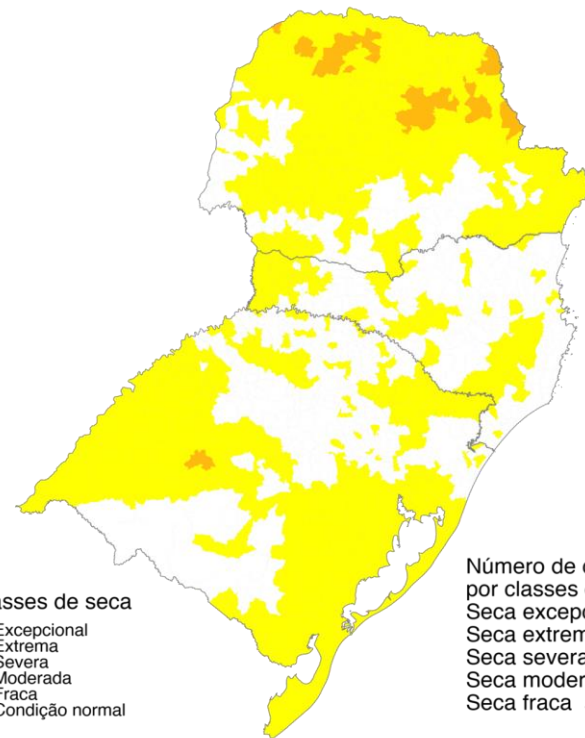 asses de seca
Excepcional
Extrema
Severa
Moderada
Fraca
Condição normal
Número de
por classes
Seca excepc
Seca extrem
Seca severa
Seca moder
Seca fraca